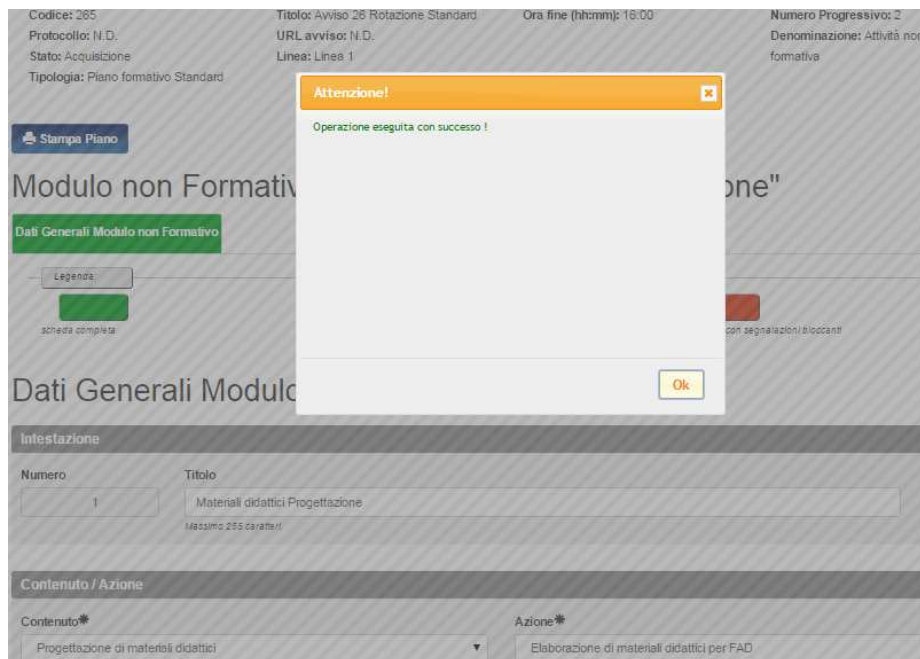 Codice: 265
Titolo: Avviso 26 Rotazione Standard
Ora fine (hh:mm): 16:00
Numero Progressivo: 2
Protocollo: N.D.
URL avviso: N.D.
Denominazione: Attività non
Stato: Acquisizione
Linea: Linea 1
formativa
Tipologia: Piano formativo Standard
Attenzione!
Operazione eseguita con successo !
Stampa Piano
Modulo non Formativ
one"
Dati Generali Modulo non Formativo
Legenda:
scheda completa
con segnalazioni bloccanti
Ok
Dati Generali Modulo
Intestazione
Numero
Titolo
1
Materiali didattici Progettazione
Massimo 255 caratteri
Contenuto / Azione
Contenuto✱
Azione✱
Progettazione di materiali didattici
Elaborazione di materiali didattici per FAD